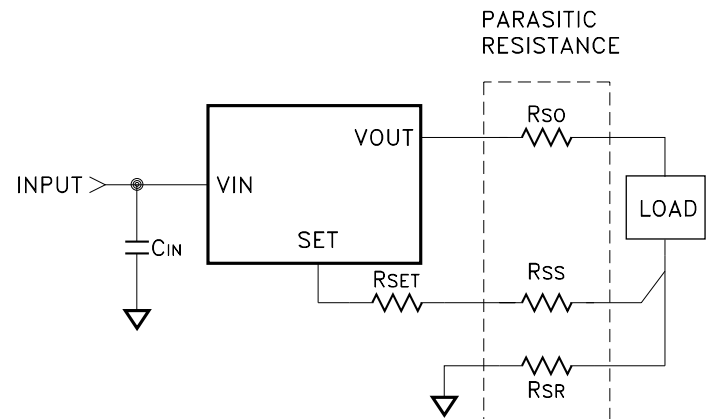 PARASITIC
RESISTANCE
RSO
VOUT
INPUT
VIN
LOAD
CIN
SET
RSET
RSS
RSR